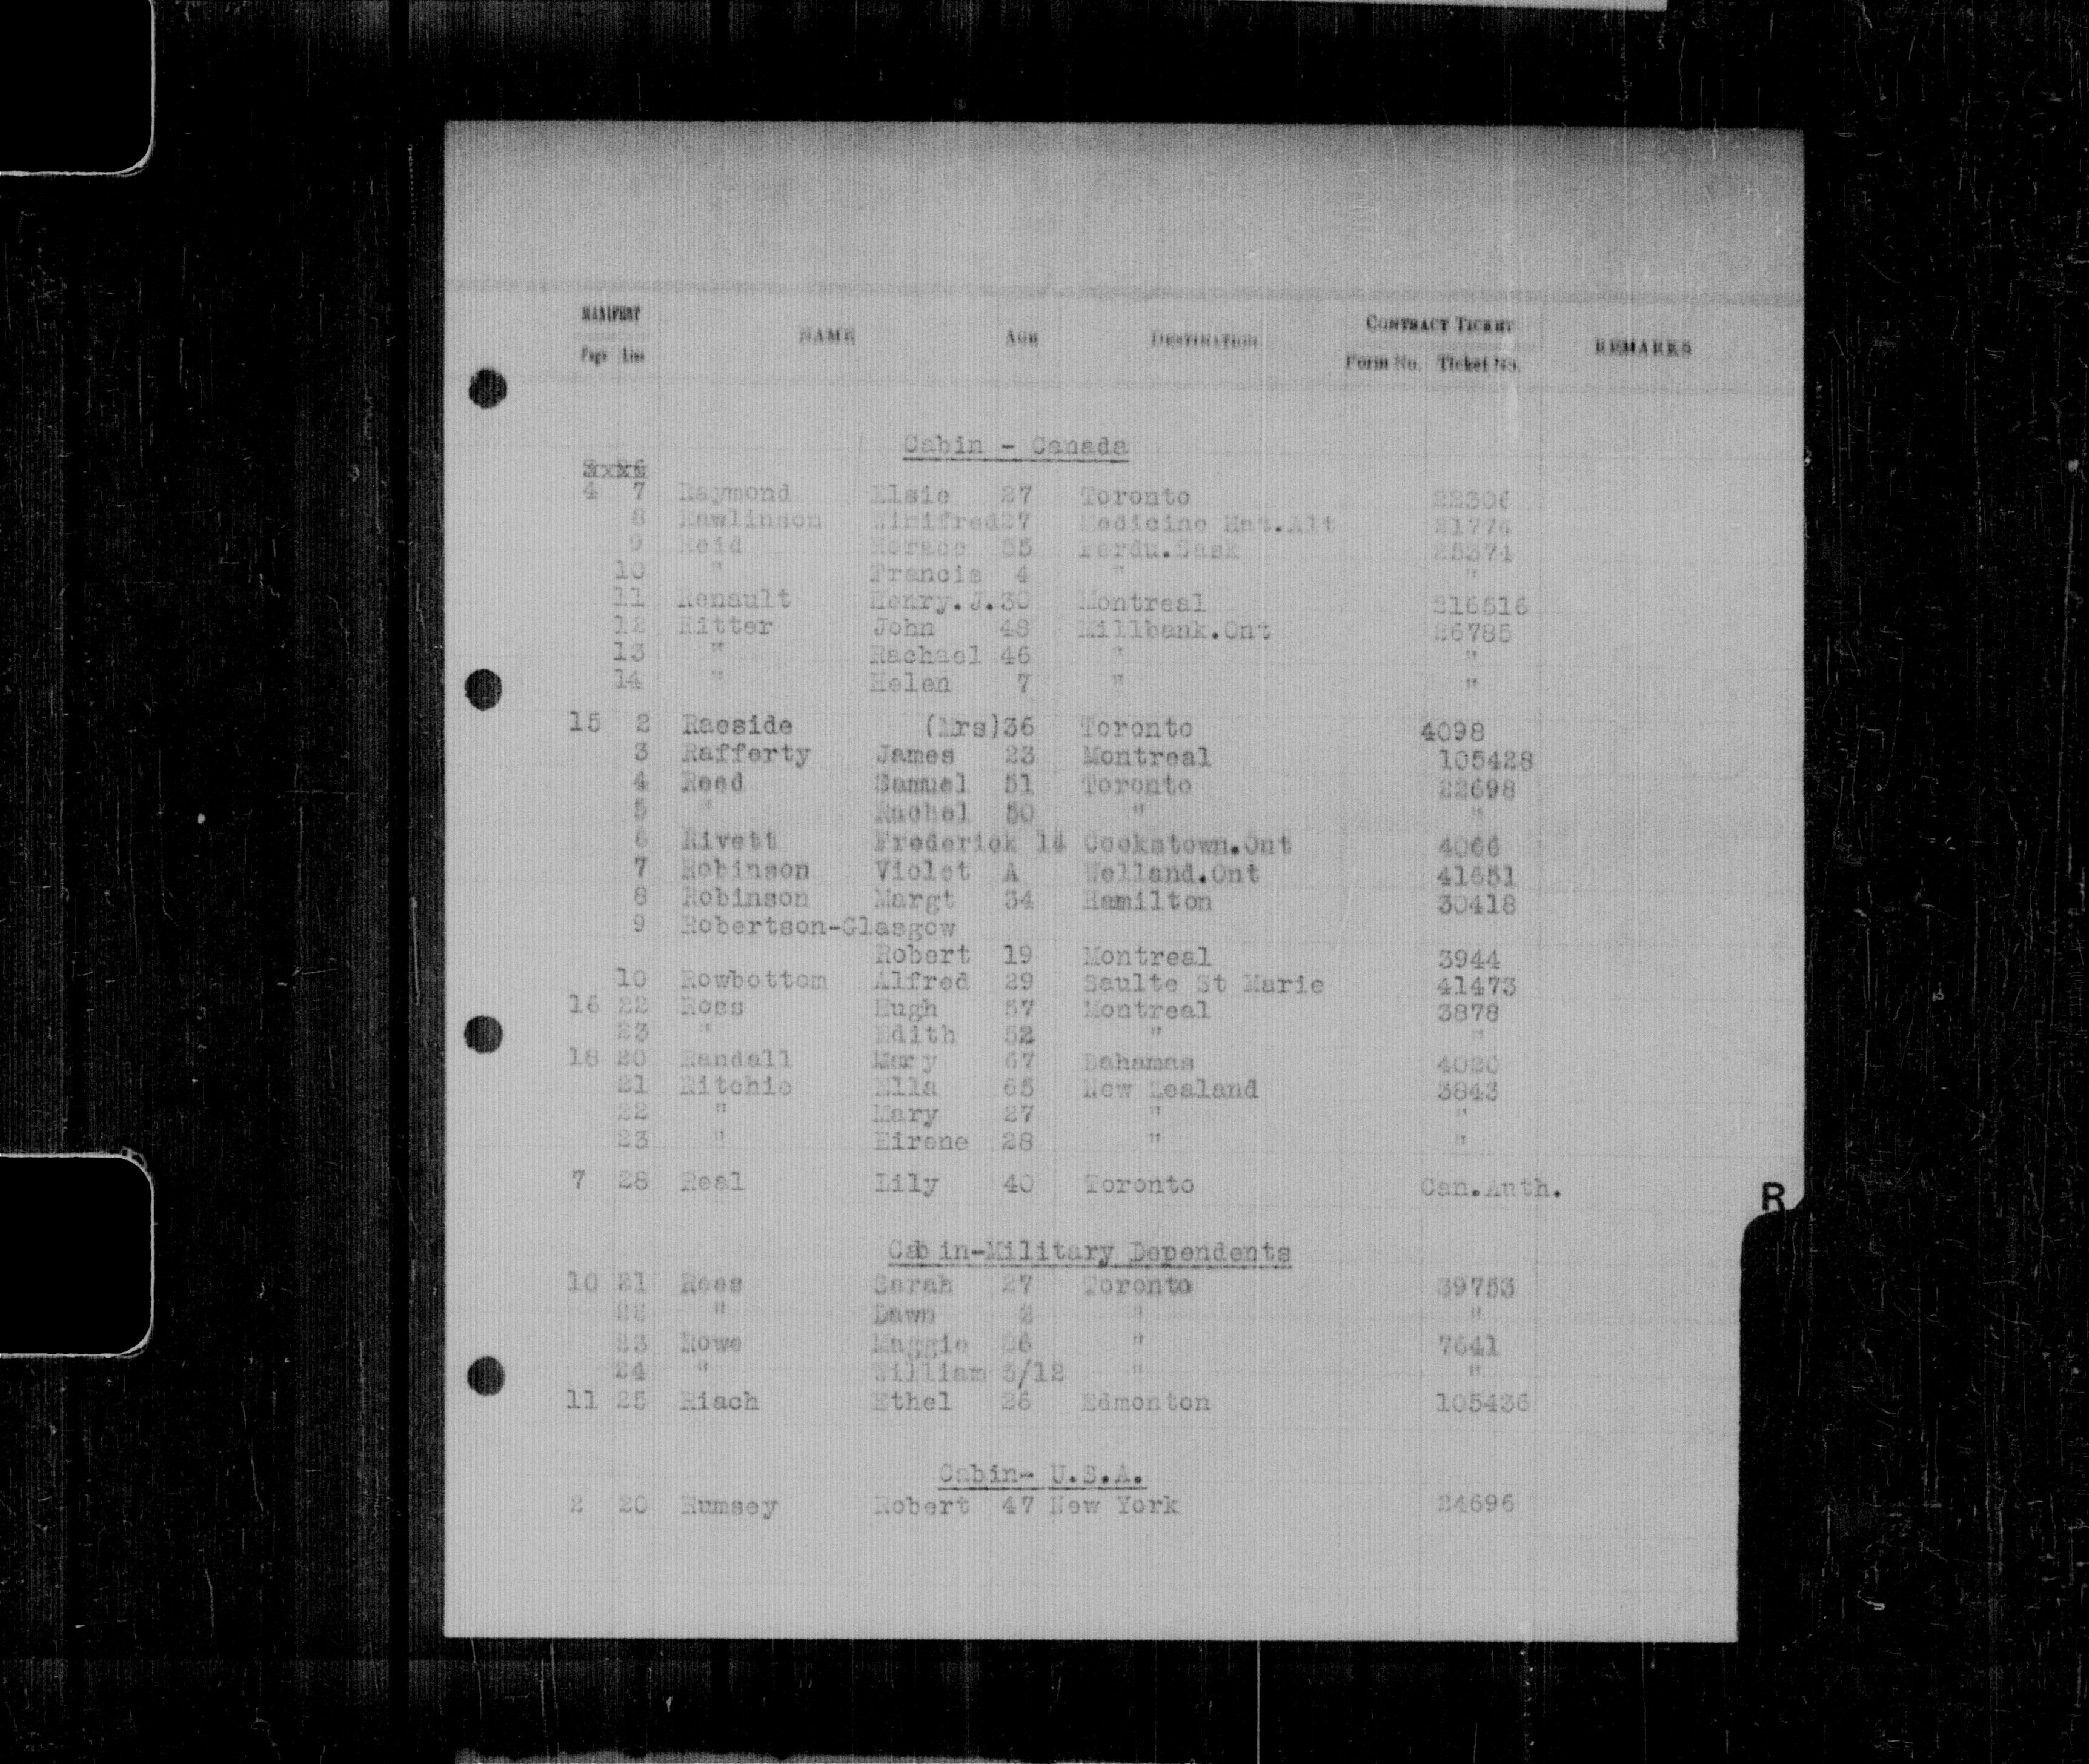 MANIFEST NAME AGE DESTINATION CONTRACT TICKET REMARKS
Page Line Form No. Ticket No.
Cabin - Canada
4 7 Raymond Elsie 27 Toronto 22306
8 Rawlinson Winifred27 Medicine Hat.Alt 21774
9 Reid Horace 55 Perdu.Sask 25371
10 " Francis 4 " "
11 Renault Henry.J.30 Montreal 216516
12 Ritter John 48 Millbank.Ont 26785
13 " Rachael 46 " "
14 " Helen 7 " "
15 2 Raeside (Mrs)36 Toronto 4098
3 Rafferty James 23 Montreal 105428
4 Reed Samuel 51 Toronto 22698
5 " Rachel 50 " "
6 Rivett Frederick 14 Cookstown.Ont 4066
7 Robinson Violet A Welland.Ont 41651
8 Robinson Margt 34 Hamilton 30418
9 Robertson-Glasgow
Robert 19 Montreal 3944
10 Rowbottom Alfred 29 Saulte St Marie 41473
16 22 Ross Hugh 57 Montreal 3878
23 " Edith 52 " "
18 20 Randall Mary 67 Bahamas 4020
21 Ritchie Ella 65 New Zealand 3843
22 " Mary 27 " "
23 " Eirene 28 " "
7 28 Real Lily 40 Toronto Can.Auth.
R
Cabin-Military Dependents
10 21 Rees Sarah 27 Toronto 39753
22 " Dawn 2 " "
23 Rowe Maggie 26 " 7641
24 " William 3/12 " "
11 25 Riach Ethel 26 Edmonton 105436
Cabin- U.S.A.
2 20 Rumsey Robert 47 New York 24696